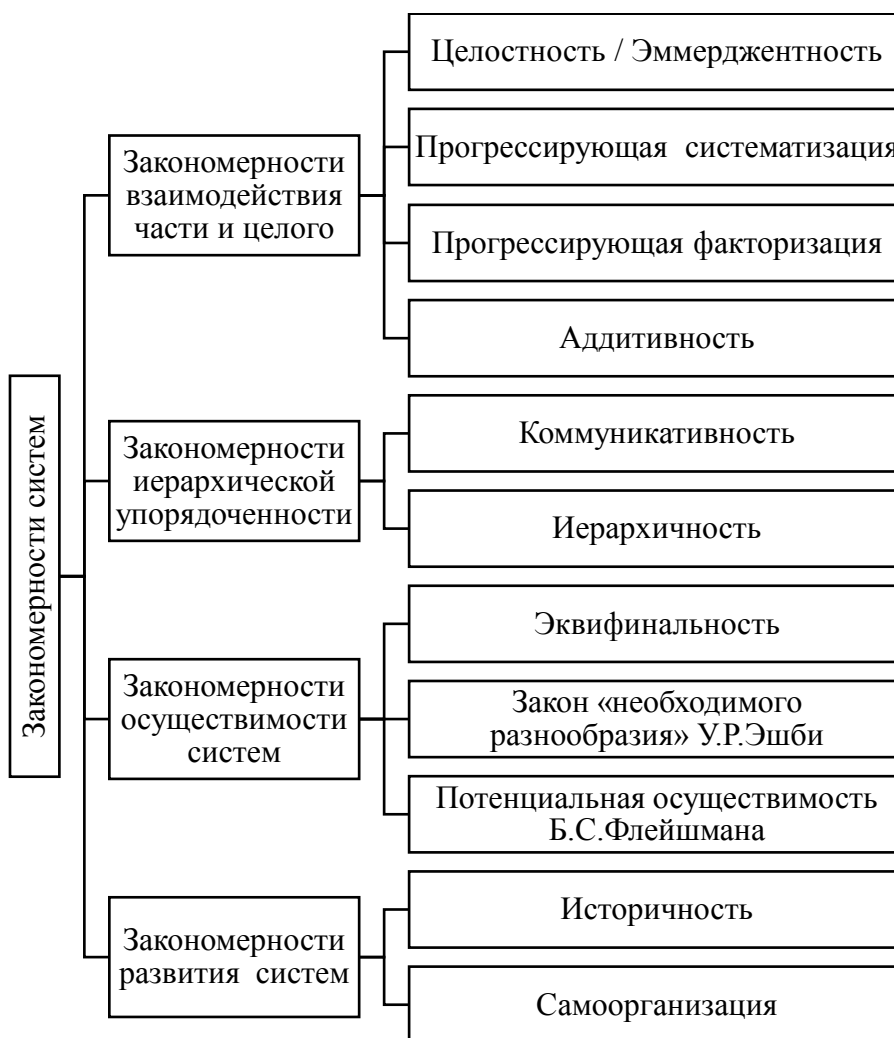 Закономерности систем
Закономерности
взаимодействия
части и целого
Целостность / Эммерджентность
Прогрессирующая систематизация
Прогрессирующая факторизация
Аддитивность
Закономерности
иерархической
упорядоченности
Коммуникативность
Иерархичность
Закономерности
осуществимости
систем
Эквифинальность
Закон «необходимого
разнообразия» У.Р.Эшби
Потенциальная осуществимость
Б.С.Флейшмана
Закономерности
развития систем
Историчность
Самоорганизация